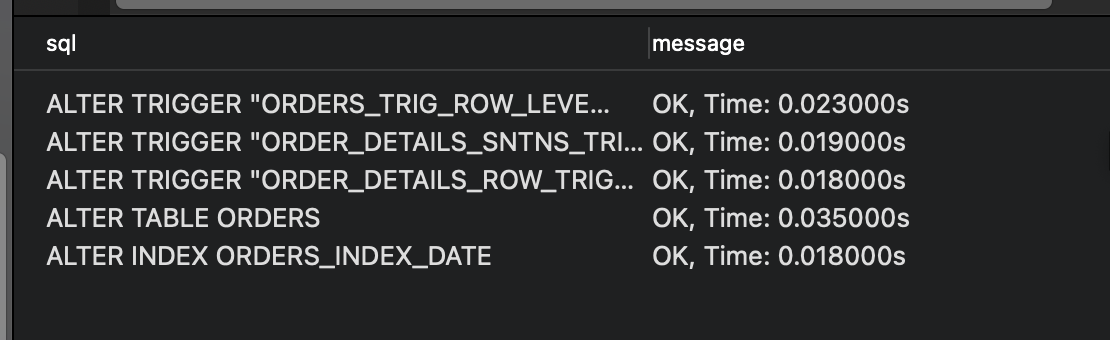 sql message
ALTER TRIGGER "ORDERS_TRIG_ROW_LEVE... OK, Time: 0.023000s
ALTER TRIGGER "ORDER_DETAILS_SNTNS_TRI... OK, Time: 0.019000s
ALTER TRIGGER "ORDER_DETAILS_ROW_TRIG... OK, Time: 0.018000s
ALTER TABLE ORDERS OK, Time: 0.035000s
ALTER INDEX ORDERS_INDEX_DATE OK, Time: 0.018000s